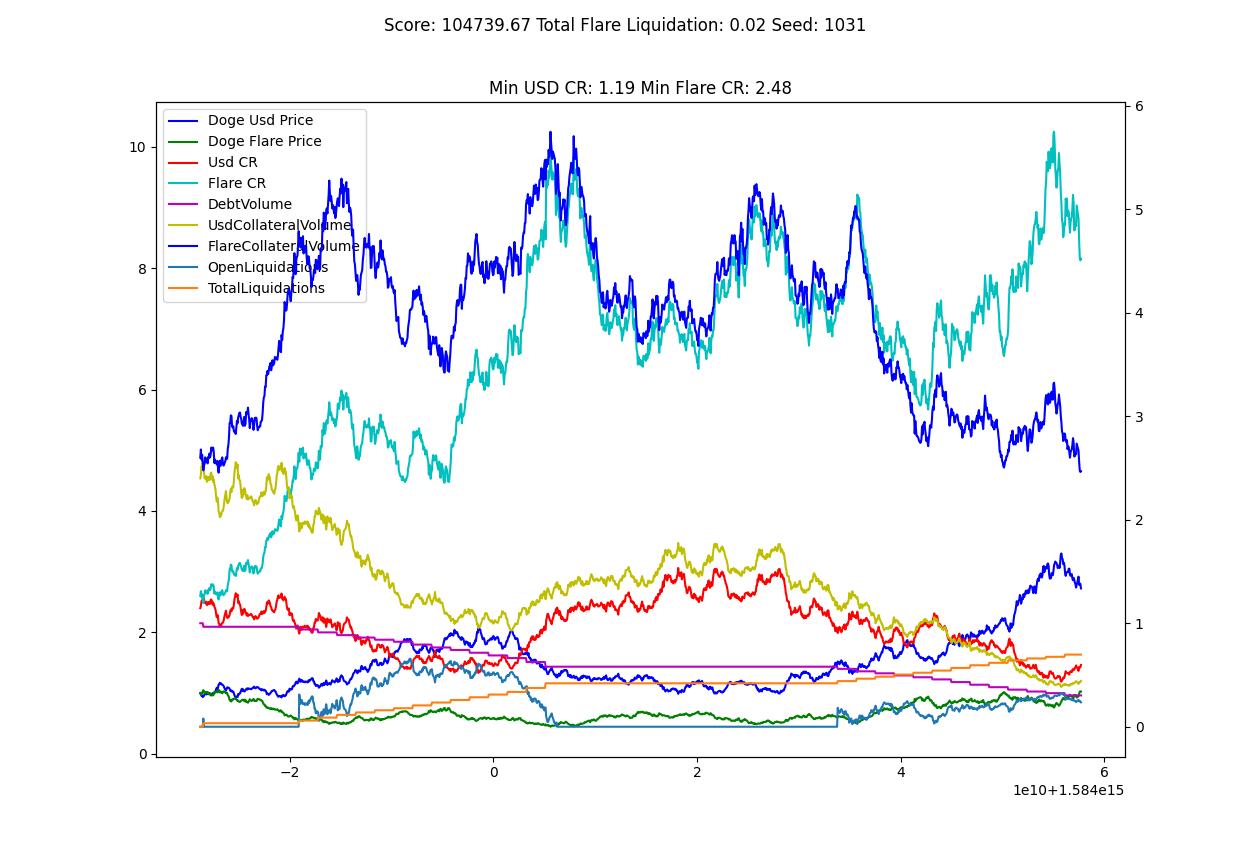 Score: 104739.67 Total Flare Liquidation: 0.02 Seed: 1031
Min USD CR: 1.19 Min Flare CR: 2.48
Doge Usd Price
Doge Flare Price
Usd CR
Flare CR
DebtVolume
UsdCollateralVolume
FlareCollateralVolume
OpenLiquidations
TotalLiquidations
10
8
6
4
2
0
6
5
4
3
2
1
0
−2 0 2 4 6
1e10+1.584e15